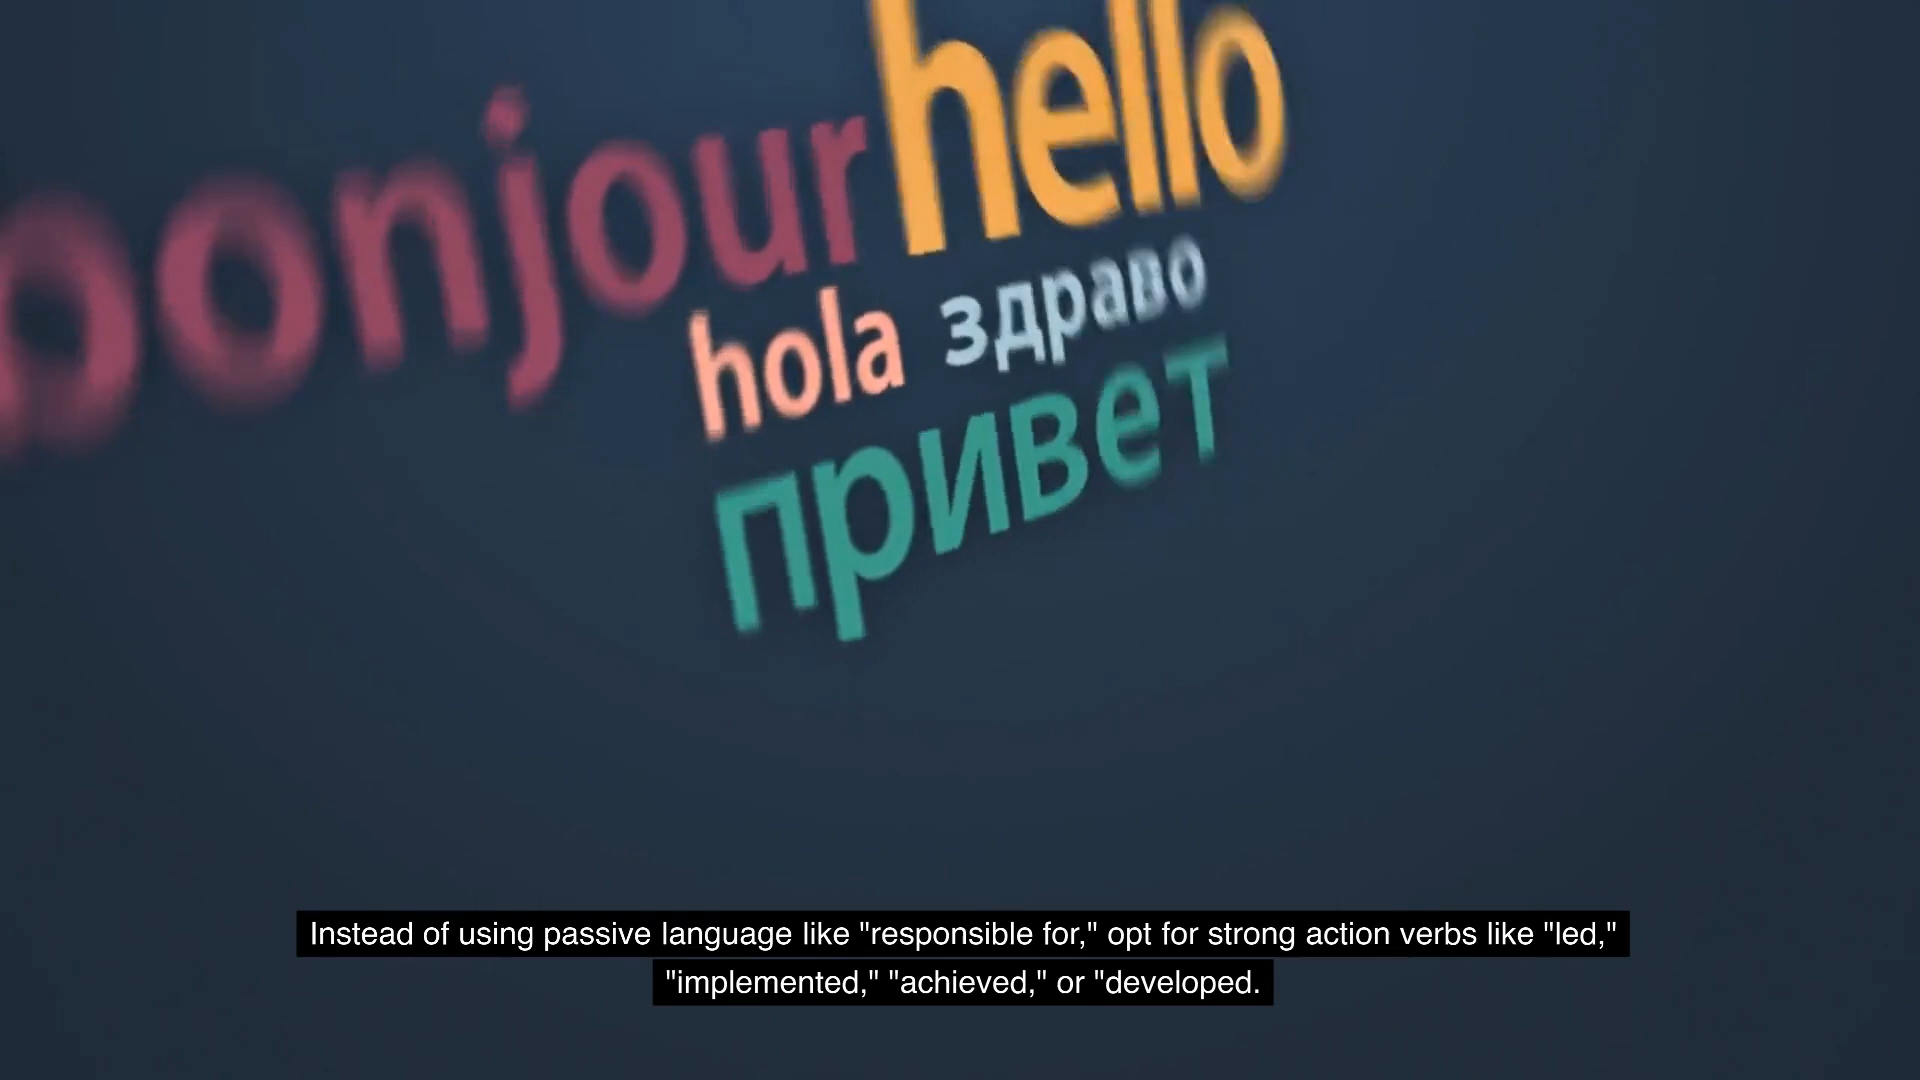 bonjour hello
hola здраво
привет
Instead of using passive language like "responsible for," opt for strong action verbs like "led,"
"implemented," "achieved," or "developed.